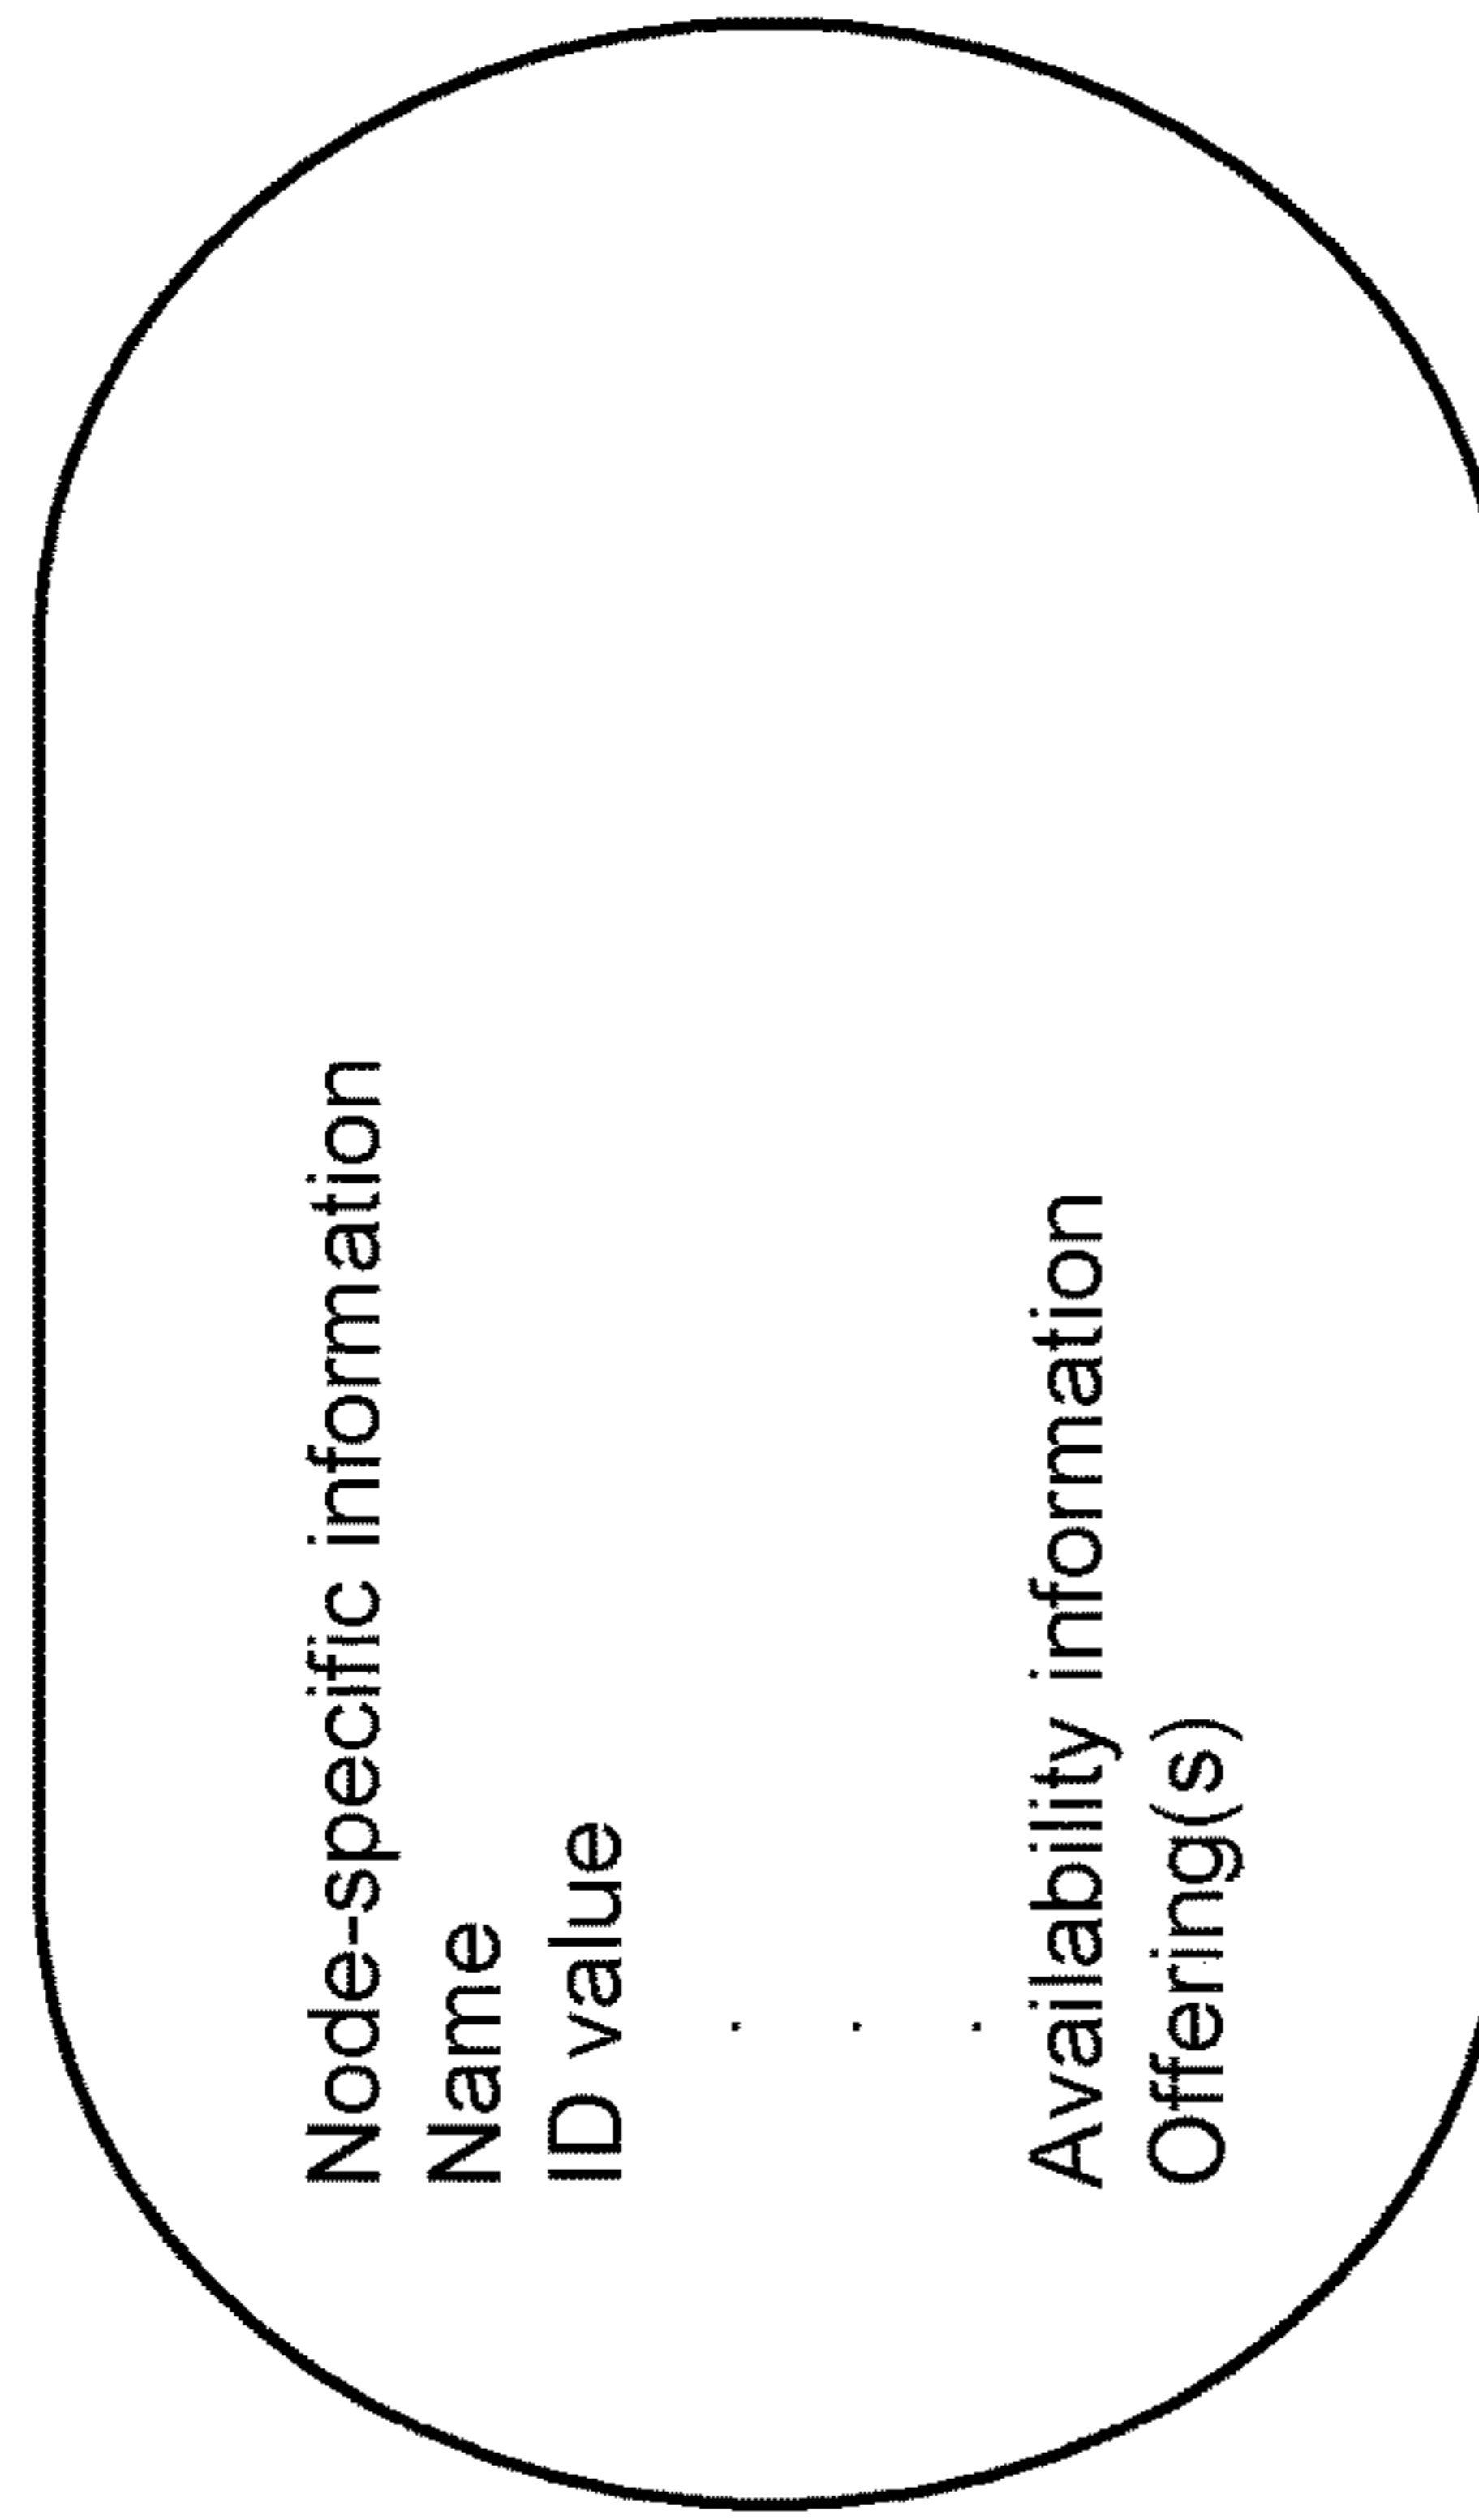 Node-specific information
Name
ID value
.
.
.
Availability information
Offering(s)